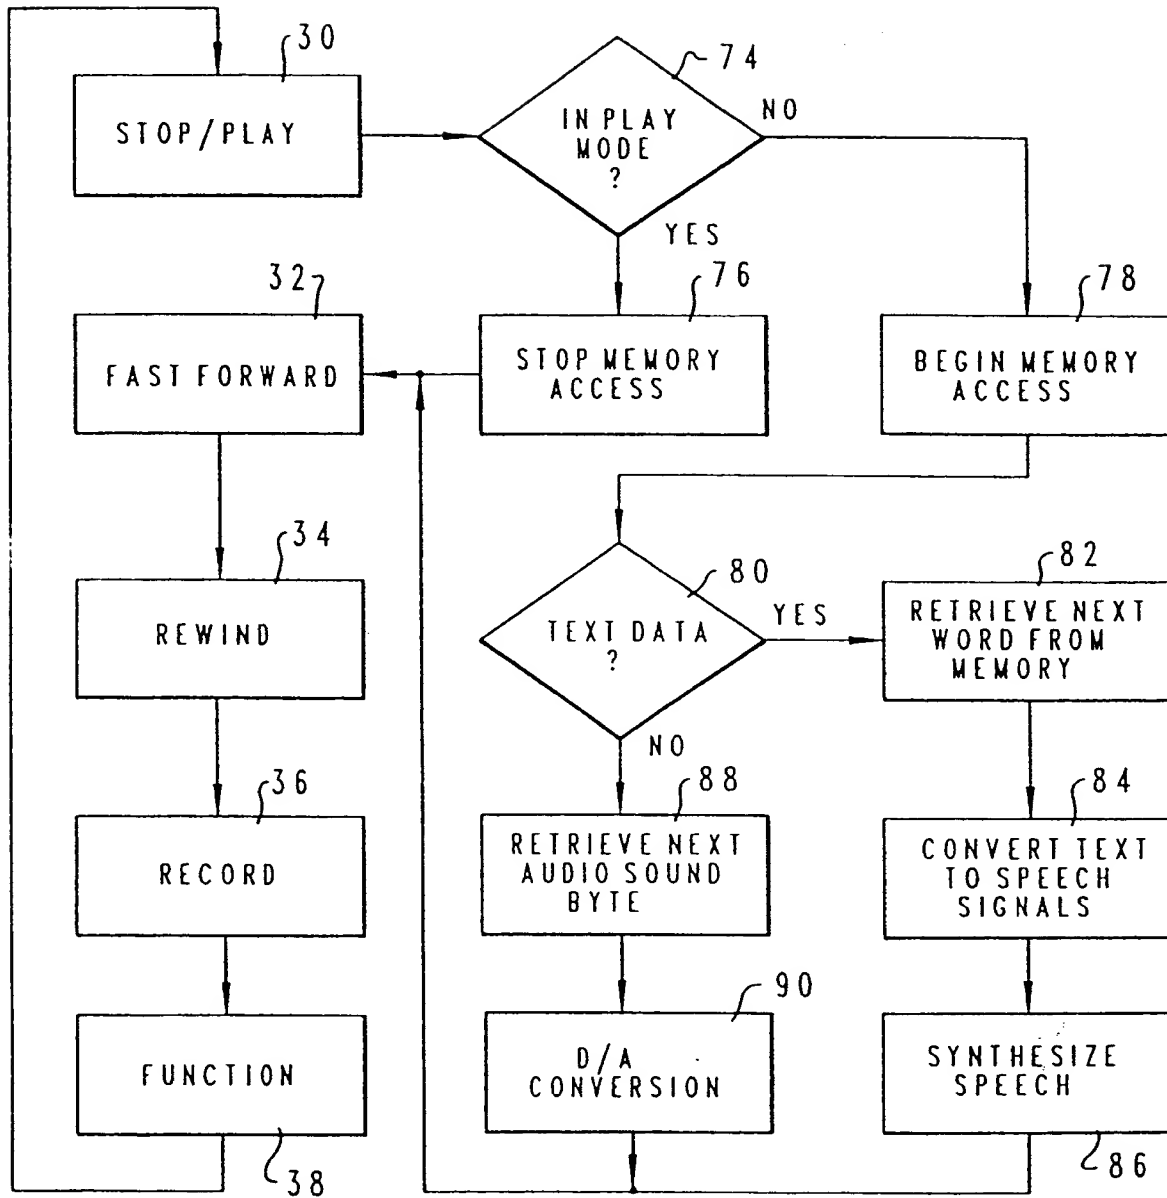 30
STOP/PLAY
74
IN PLAY
MODE
?
NO
YES
32
FAST FORWARD
76
STOP MEMORY
ACCESS
78
BEGIN MEMORY
ACCESS
34
REWIND
80
TEXT DATA
?
YES
NO
82
RETRIEVE NEXT
WORD FROM
MEMORY
36
RECORD
88
RETRIEVE NEXT
AUDIO SOUND
BYTE
84
CONVERT TEXT
TO SPEECH
SIGNALS
FUNCTION
38
90
D/A
CONVERSION
SYNTHESIZE
SPEECH
86